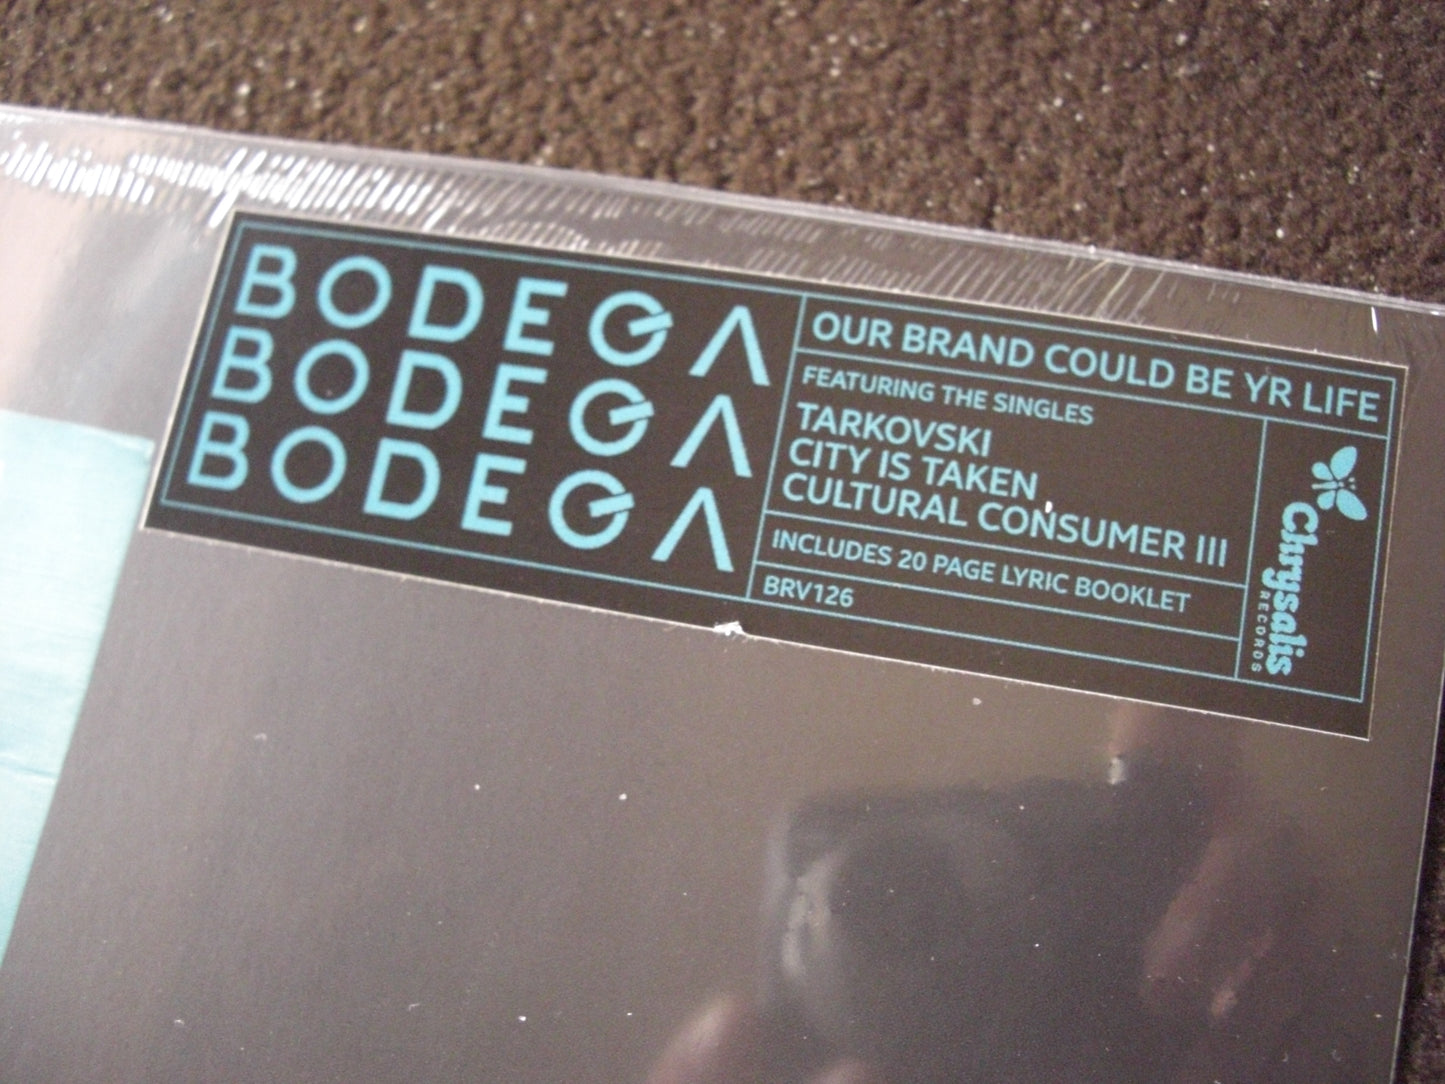 BODEGA
BODEGA
BODEGA
OUR BRAND COULD BE YR LIFE
FEATURING THE SINGLES
TARKOVSKI
CITY IS TAKEN
CULTURAL CONSUMER III
INCLUDES 20 PAGE LYRIC BOOKLET
BRV126
Chrysalis
RECORDS